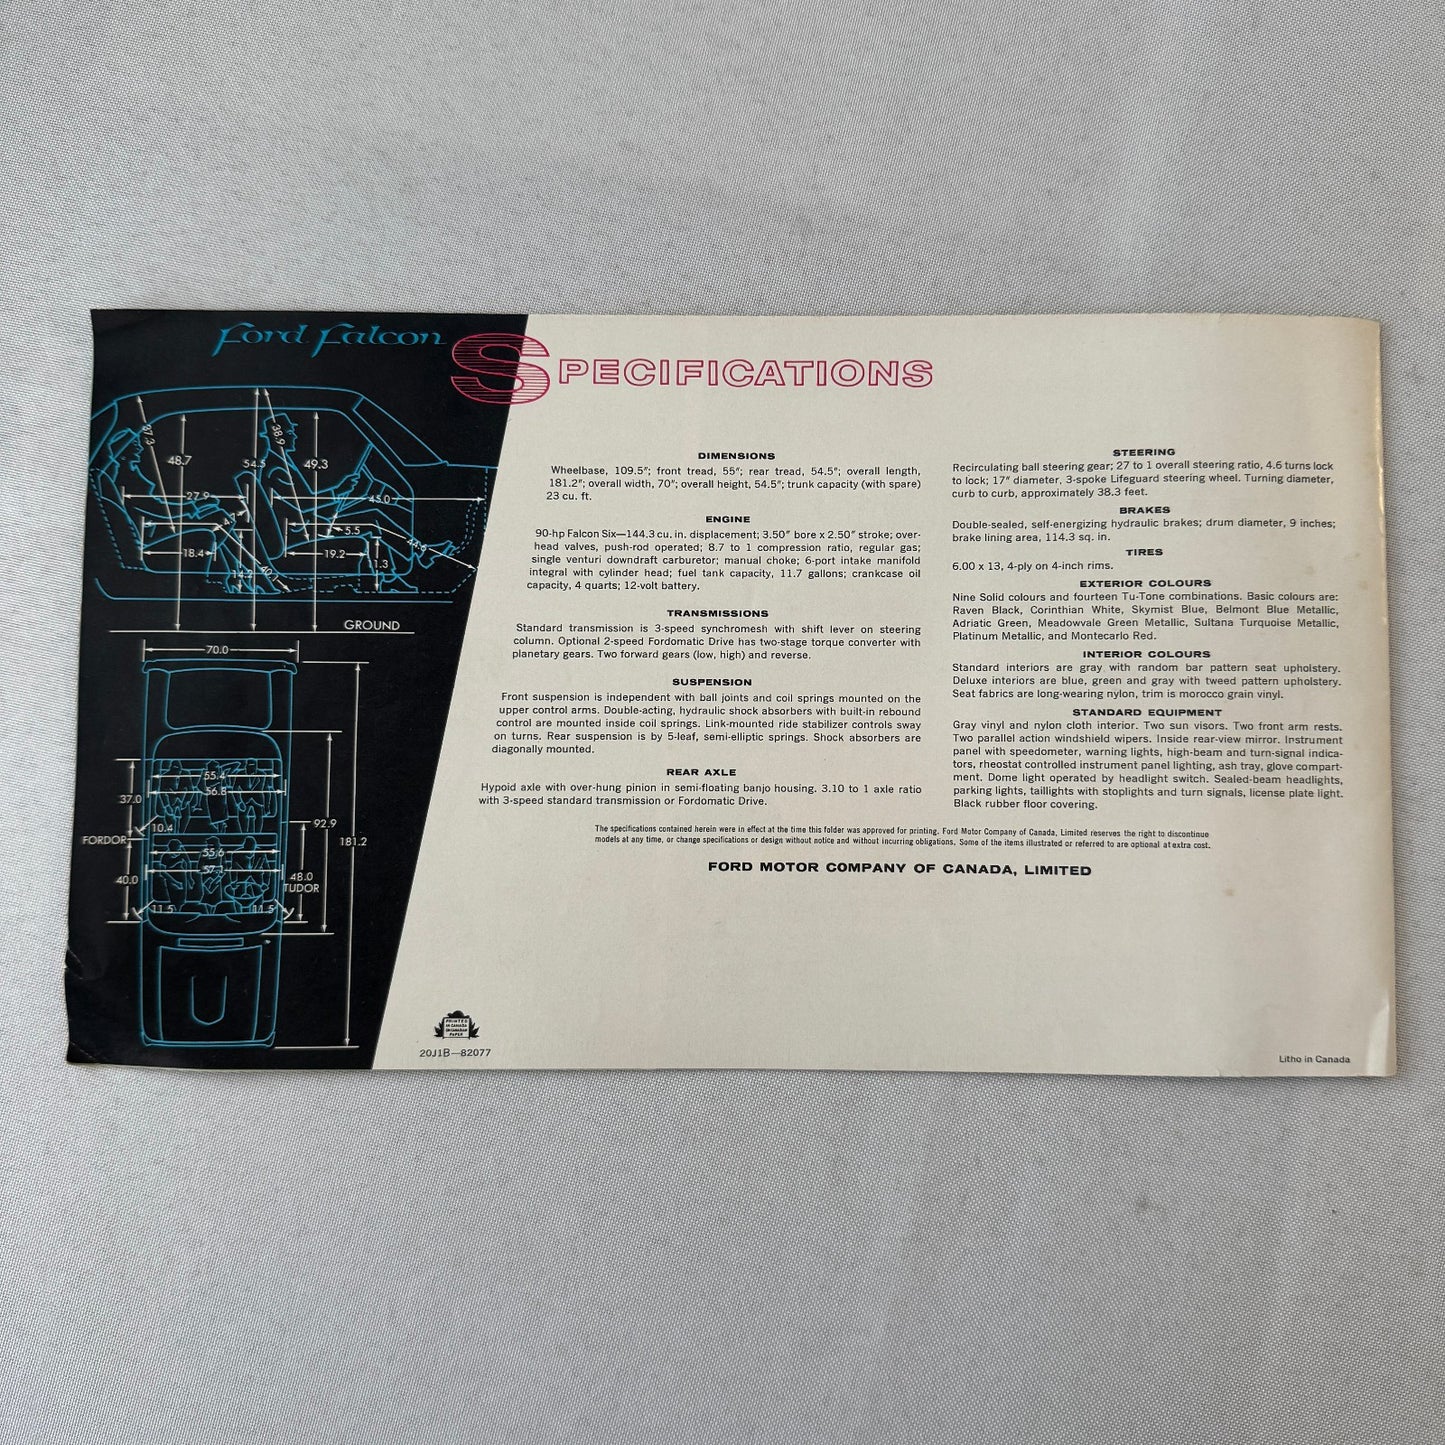 Ford Falcon
SPECIFICATIONS
37.3
48.7
54.5
38.9
49.3
27.9
45.0
4.7
5.5
44.6
18.4
19.2
14.2
40.1
11.3
GROUND
70.0
55.4
56.8
37.0
10.4
92.9
FORDOR
181.2
55.6
57.1
40.0
48.0
TUDOR
11.5
11.5
DIMENSIONS
Wheelbase, 109.5"; front tread, 55"; rear tread, 54.5"; overall length,
181.2"; overall width, 70"; overall height, 54.5"; trunk capacity (with spare)
23 cu. ft.
ENGINE
90-hp Falcon Six—144.3 cu. in. displacement; 3.50" bore x 2.50" stroke; over-
head valves, push-rod operated; 8.7 to 1 compression ratio, regular gas;
single venturi downdraft carburetor; manual choke; 6-port intake manifold
integral with cylinder head; fuel tank capacity, 11.7 gallons; crankcase oil
capacity, 4 quarts; 12-volt battery.
TRANSMISSIONS
Standard transmission is 3-speed synchromesh with shift lever on steering
column. Optional 2-speed Fordomatic Drive has two-stage torque converter with
planetary gears. Two forward gears (low, high) and reverse.
SUSPENSION
Front suspension is independent with ball joints and coil springs mounted on the
upper control arms. Double-acting, hydraulic shock absorbers with built-in rebound
control are mounted inside coil springs. Link-mounted ride stabilizer controls sway
on turns. Rear suspension is by 5-leaf, semi-elliptic springs. Shock absorbers are
diagonally mounted.
REAR AXLE
Hypoid axle with over-hung pinion in semi-floating banjo housing. 3.10 to 1 axle ratio
with 3-speed standard transmission or Fordomatic Drive.
STEERING
Recirculating ball steering gear; 27 to 1 overall steering ratio, 4.6 turns lock
to lock; 17" diameter, 3-spoke Lifeguard steering wheel. Turning diameter,
curb to curb, approximately 38.3 feet.
BRAKES
Double-sealed, self-energizing hydraulic brakes; drum diameter, 9 inches;
brake lining area, 114.3 sq. in.
TIRES
6.00 x 13, 4-ply on 4-inch rims.
EXTERIOR COLOURS
Nine Solid colours and fourteen Tu-Tone combinations. Basic colours are:
Raven Black, Corinthian White, Skymist Blue, Belmont Blue Metallic,
Adriatic Green, Meadowvale Green Metallic, Sultana Turquoise Metallic,
Platinum Metallic, and Montecarlo Red.
INTERIOR COLOURS
Standard interiors are gray with random bar pattern seat upholstery.
Deluxe interiors are blue, green and gray with tweed pattern upholstery.
Seat fabrics are long-wearing nylon, trim is morocco grain vinyl.
STANDARD EQUIPMENT
Gray vinyl and nylon cloth interior. Two sun visors. Two front arm rests.
Two parallel action windshield wipers. Inside rear-view mirror. Instrument
panel with speedometer, warning lights, high-beam and turn-signal indica-
tors, rheostat controlled instrument panel lighting, ash tray, glove compart-
ment. Dome light operated by headlight switch. Sealed-beam headlights,
parking lights, taillights with stoplights and turn signals, license plate light.
Black rubber floor covering.
The specifications contained herein were in effect at the time this folder was approved for printing. Ford Motor Company of Canada, Limited reserves the right to discontinue
models at any time, or change specifications or design without notice and without incurring obligations. Some of the items illustrated or referred to are optional at extra cost.
FORD MOTOR COMPANY OF CANADA, LIMITED
PRINTED
IN CANADA
ON CANADIAN
PAPER
20J1B—82077
Litho in Canada